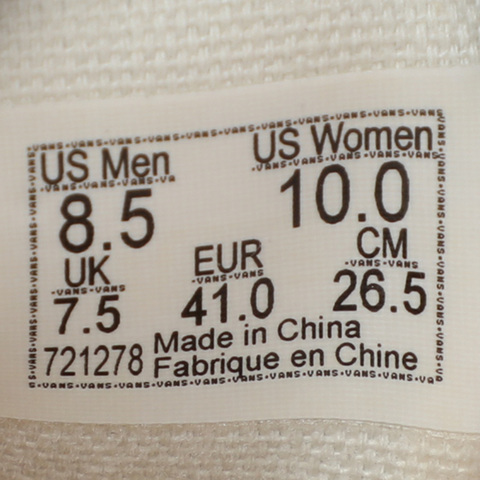 US Men US Women
8.5 10.0
UK EUR CM
7.5 41.0 26.5
721278 Made in China
Fabrique en Chine